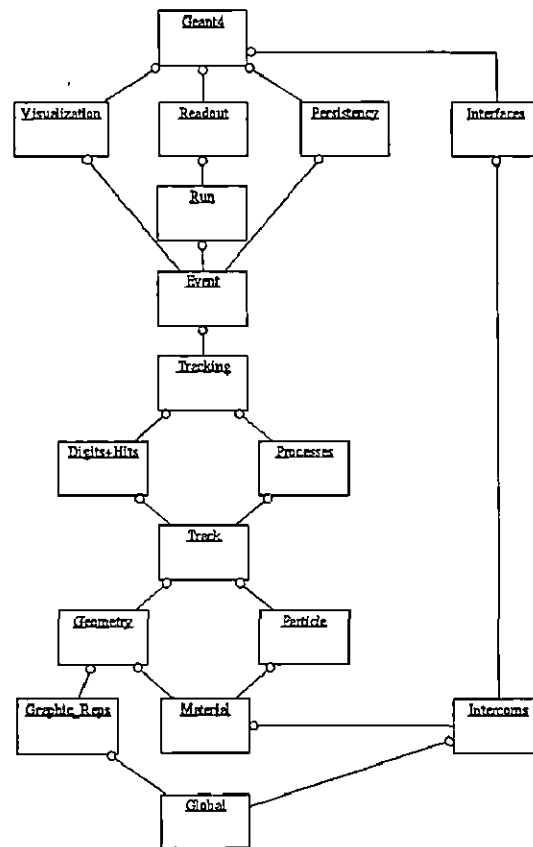 Geant4
Visualization
Readout
Persistency
Interfaces
Run
Event
Tracking
Digits+Hits
Processes
Track
Geometry
Particle
Graphic_Reps
Material
Intercoms
Global